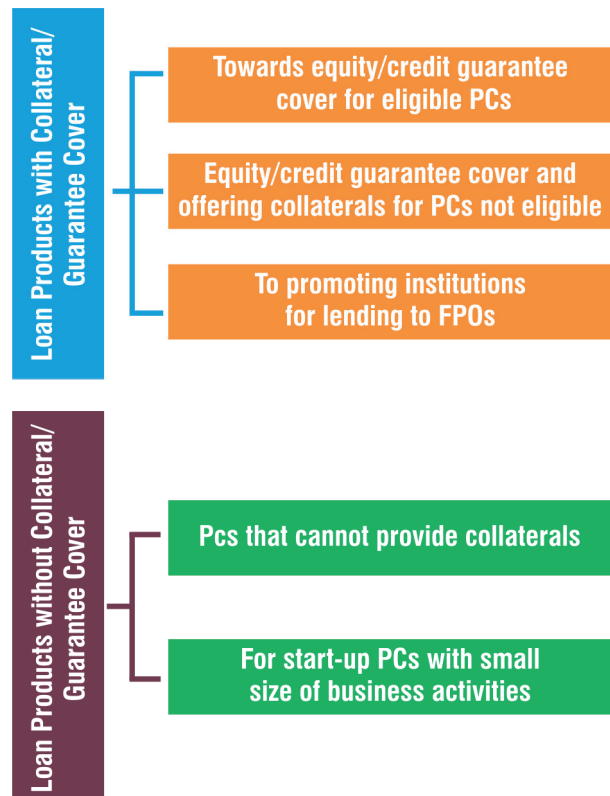 Loan Products with Collateral/
Guarantee Cover
Towards equity/credit guarantee
cover for eligible PCs
Equity/credit guarantee cover and
offering collaterals for PCs not eligible
To promoting institutions
for lending to FPOs
Loan Products without Collateral/
Guarantee Cover
Pcs that cannot provide collaterals
For start-up PCs with small
size of business activities